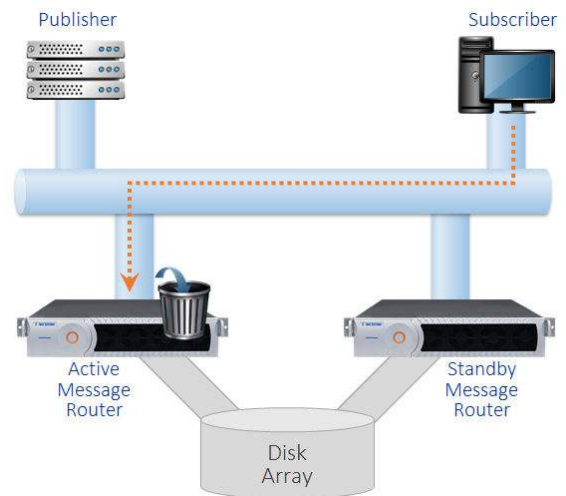 Publisher
Subscriber
Active
Message
Router
Standby
Message
Router
Disk
Array